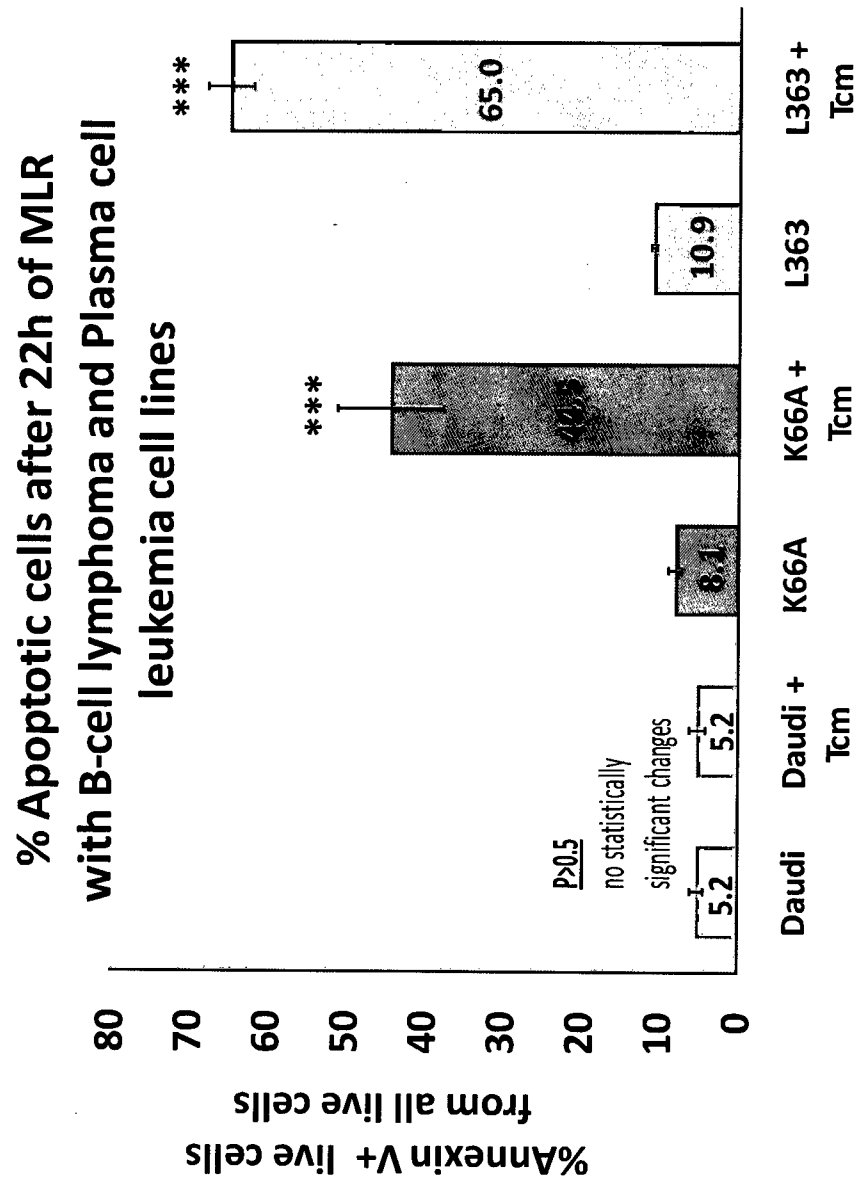 % Apoptotic cells after 22h of MLR
with B-cell lymphoma and Plasma cell
leukemia cell lines
%Annexin V+ live cells
from all live cells
80
70
60
50
40
30
20
10
0
P>0.5
no statistically
significant changes
5.2
5.2
8.1
***
10.9
***
65.0
Daudi
Daudi +
Tcm
K66A
K66A +
Tcm
L363
L363 +
Tcm